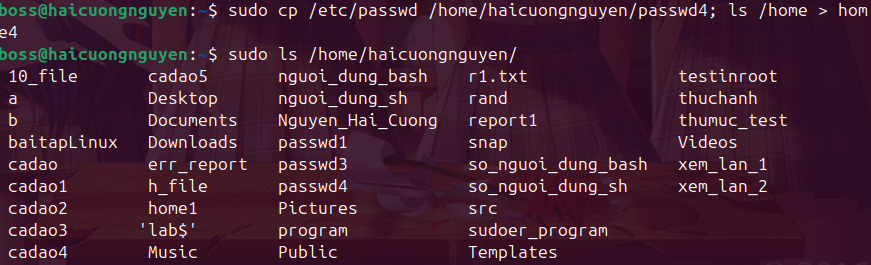 boss@haicuongnguyen:~$ sudo cp /etc/passwd /home/haicuongnguyen/passwd4; ls /home > hom
e4
boss@haicuongnguyen:~$ sudo ls /home/haicuongnguyen/
10_file cadao5 nguoi_dung_bash r1.txt testinroot
a Desktop nguoi_dung_sh rand thuchanh
b Documents Nguyen_Hai_Cuong report1 thumuc_test
baitapLinux Downloads passwd1 snap Videos
cadao err_report passwd3 so_nguoi_dung_bash xem_lan_1
cadao1 h_file passwd4 so_nguoi_dung_sh xem_lan_2
cadao2 home1 Pictures src
cadao3 'lab$' program sudoer_program
cadao4 Music Public Templates